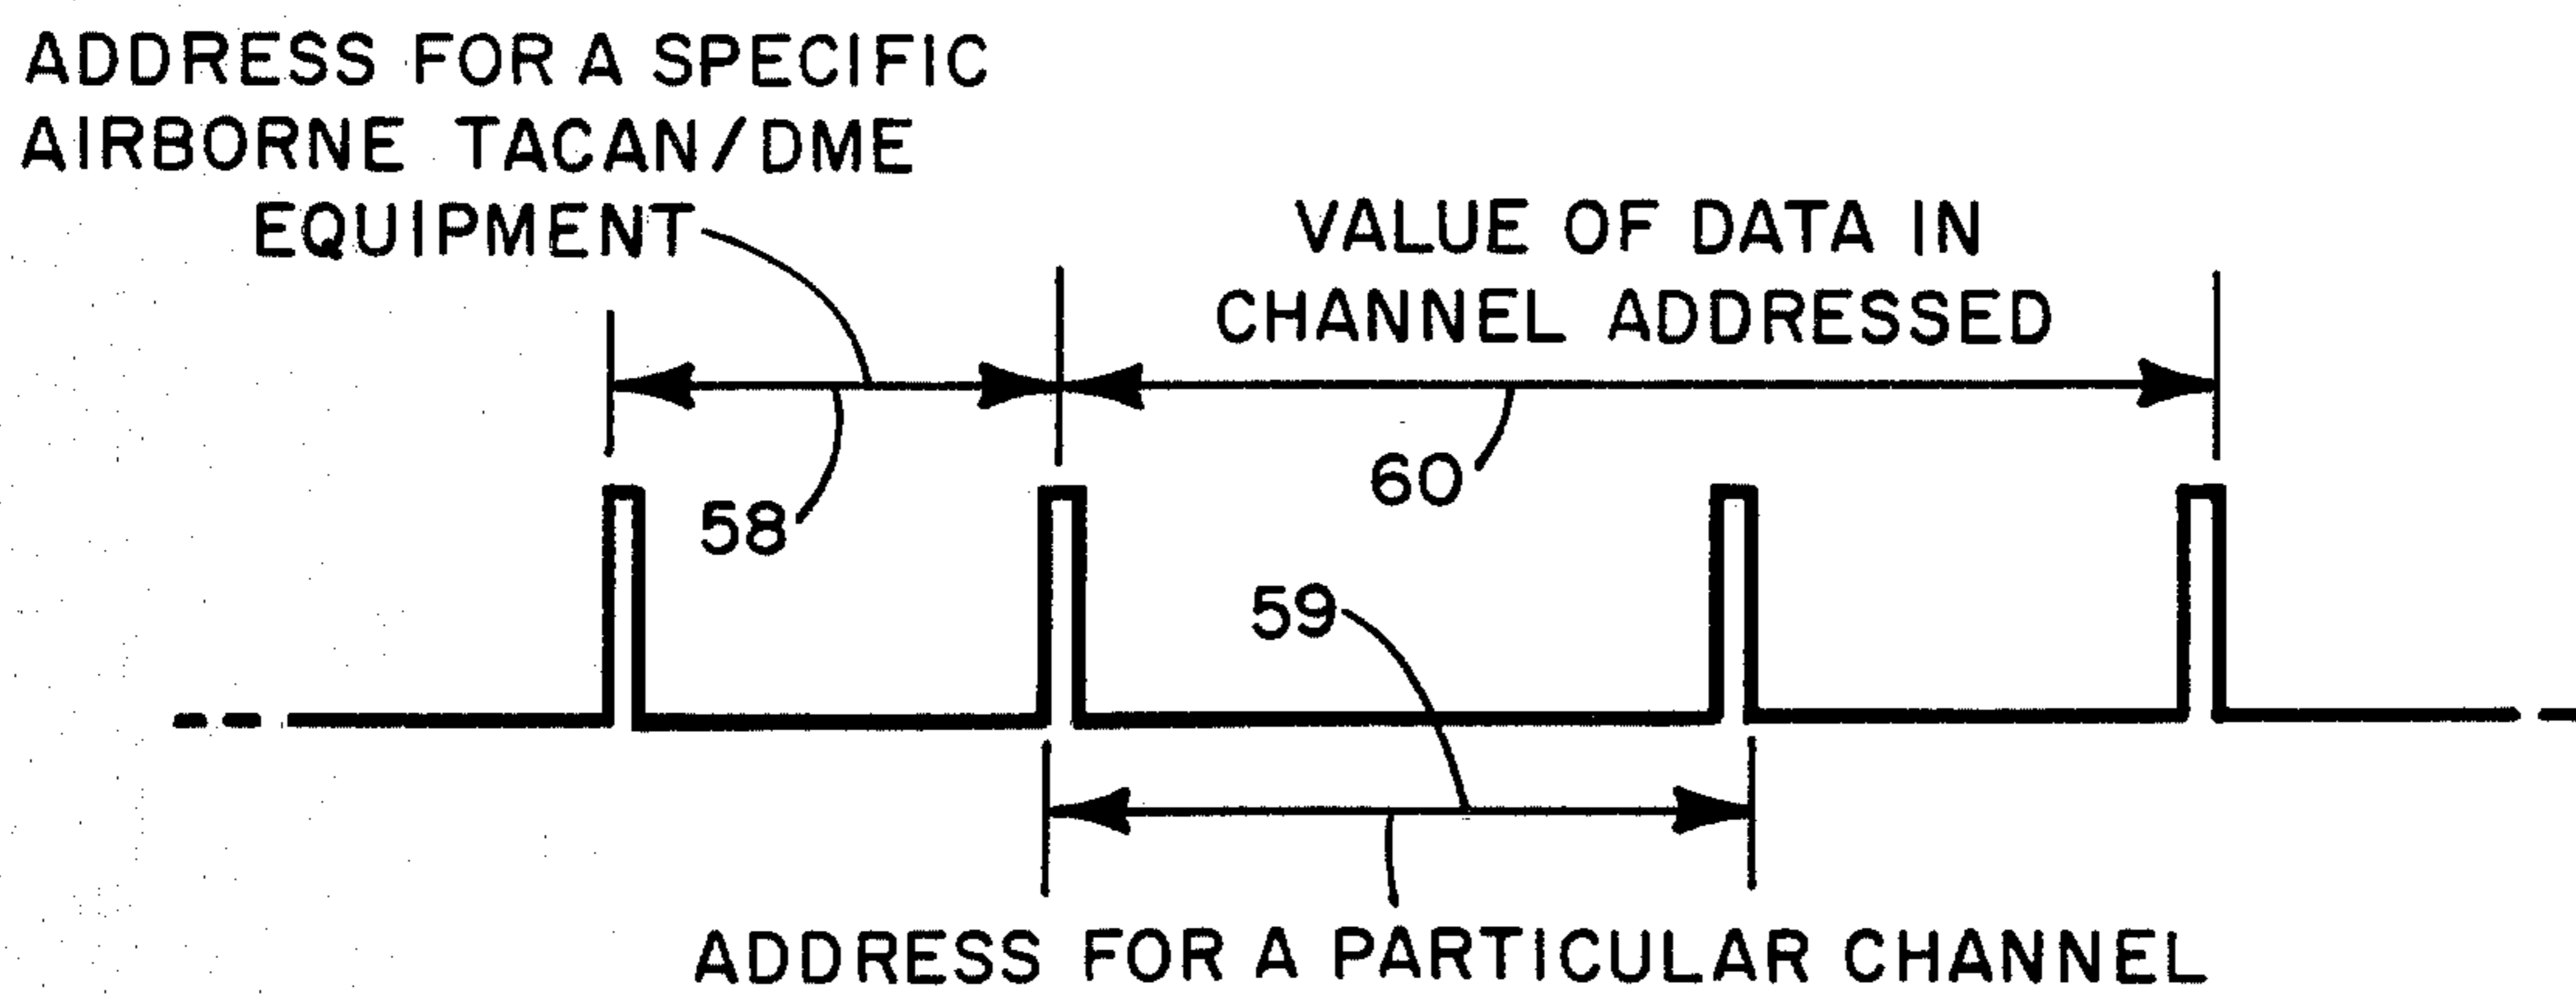 ADDRESS FOR A SPECIFIC
AIRBORNE TACAN/DME
EQUIPMENT
VALUE OF DATA IN
CHANNEL ADDRESSED
58
60
59
ADDRESS FOR A PARTICULAR CHANNEL